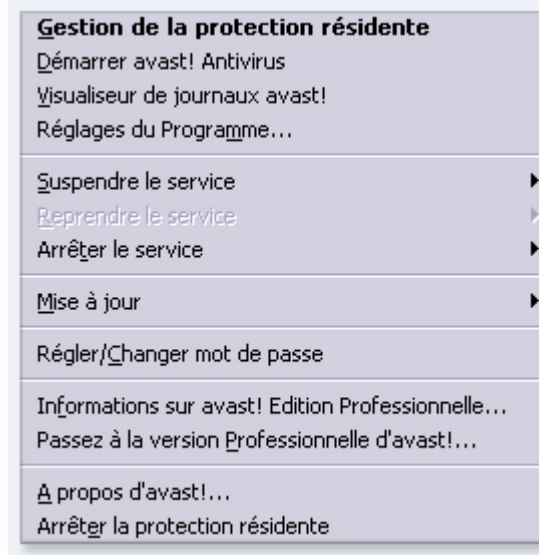 Gestion de la protection résidente
Démarrer avast! Antivirus
Visualiseur de journaux avast!
Réglages du Programme...
Suspendre le service
Reprendre le service
Arrêter le service
Mise à jour
Régler/Changer mot de passe
Informations sur avast! Edition Professionnelle...
Passez à la version Professionnelle d'avast!...
A propos d'avast!...
Arrêter la protection résidente